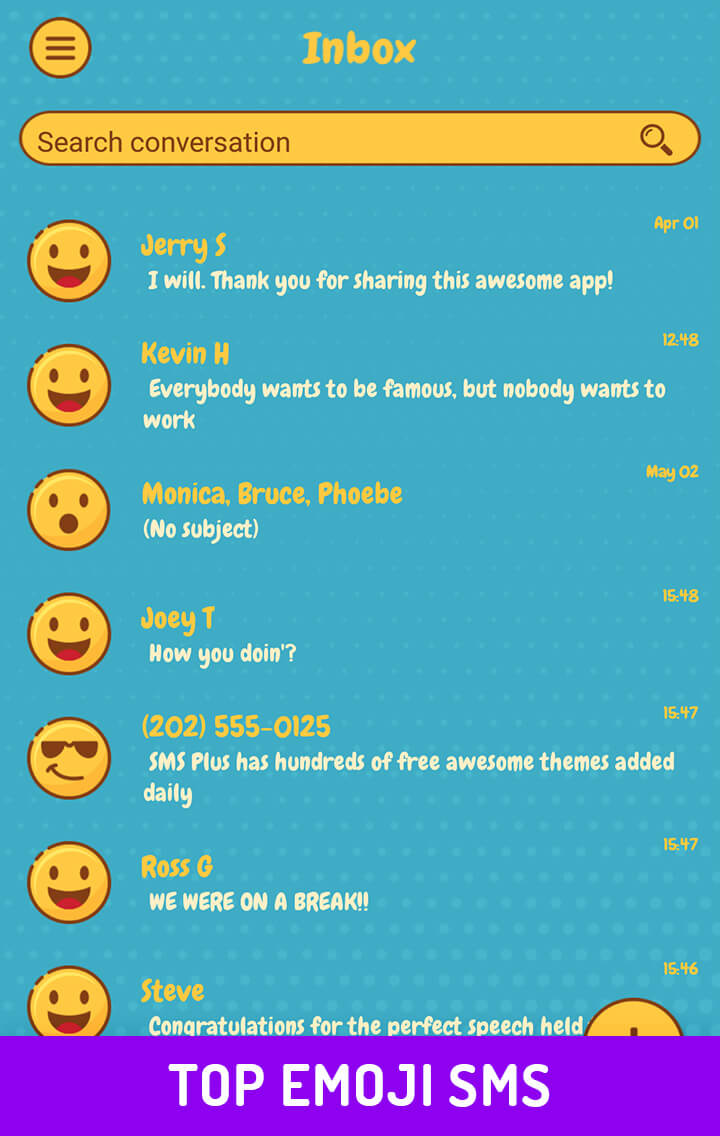 Inbox
Search conversation
Apr 01
Jerry S
I will. Thank you for sharing this awesome app!
12:48
Kevin H
Everybody wants to be famous, but nobody wants to
work
May 02
Monica, Bruce, Phoebe
(No subject)
15:48
Joey T
How you doin'?
15:47
(202) 555-0125
SMS Plus has hundreds of free awesome themes added
daily
15:47
Ross G
WE WERE ON A BREAK!!
15:46
Steve
Congratulations for the perfect speech held
TOP EMOJI SMS